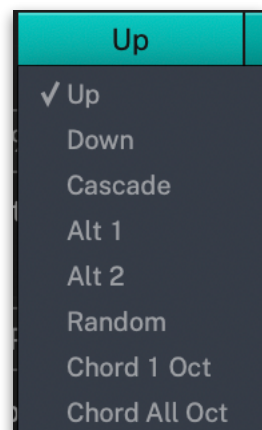 Up
✓ Up
Down
Cascade
Alt 1
Alt 2
Random
Chord 1 Oct
Chord All Oct